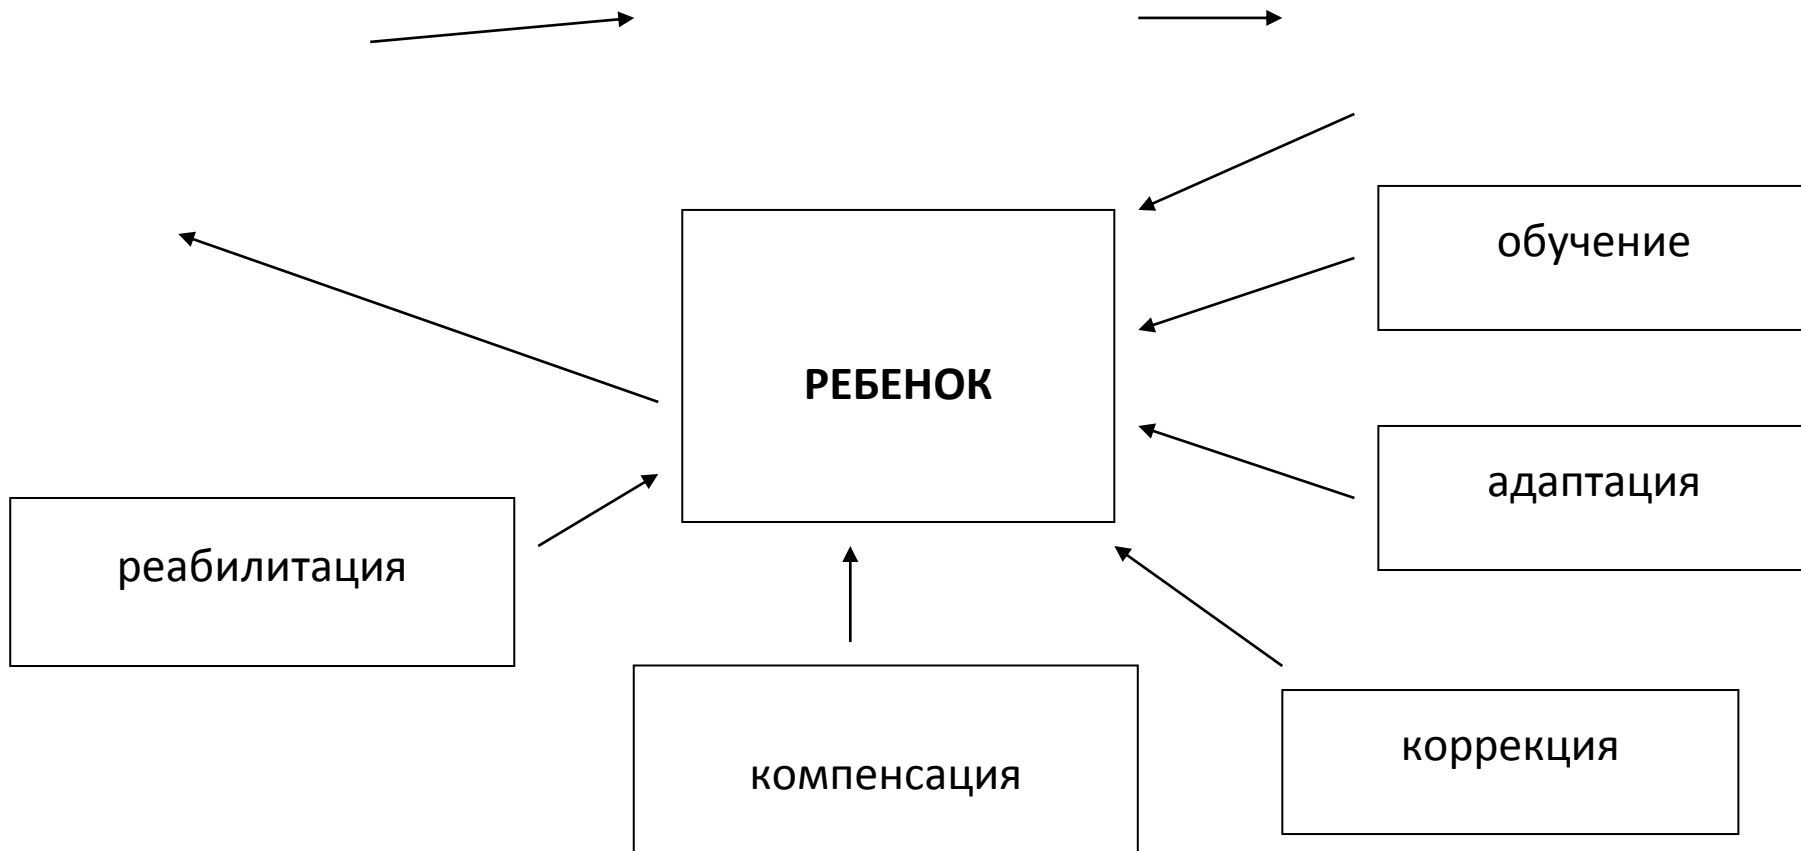 обучение
РЕБЕНОК
адаптация
реабилитация
коррекция
компенсация